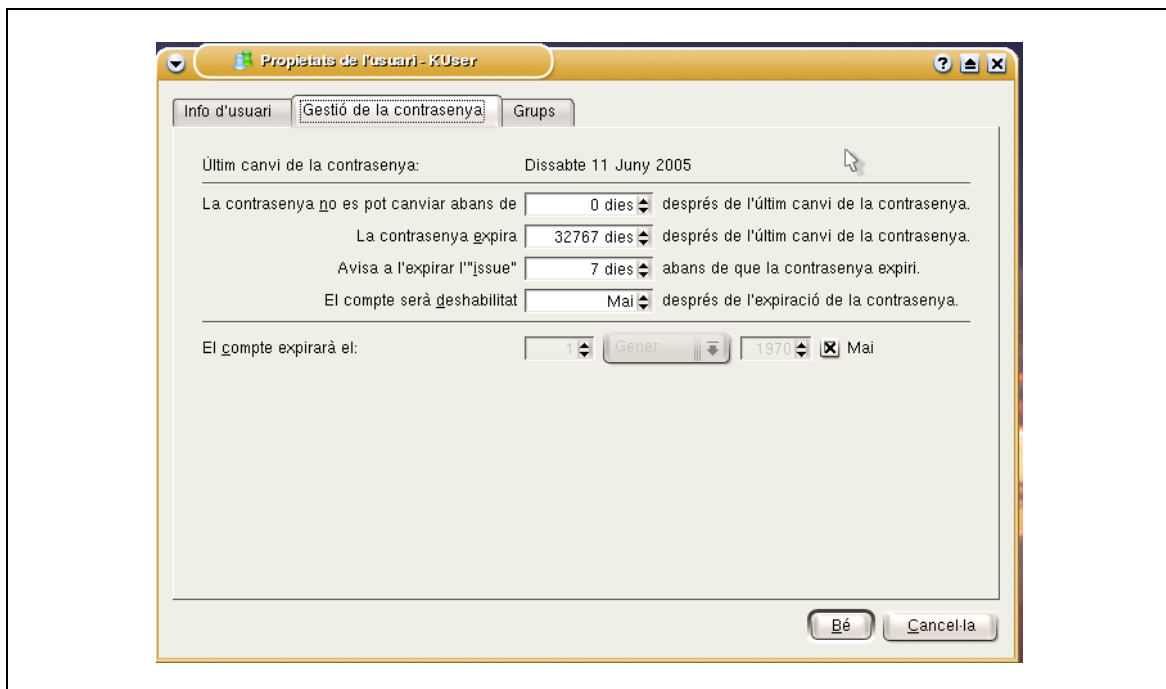 Propietats de l'usuari - KUser
Info d'usuari Gestió de la contrasenya Grups
Últim canvi de la contrasenya: Dissabte 11 Juny 2005
La contrasenya no es pot canviar abans de 0 dies després de l'últim canvi de la contrasenya.
La contrasenya expira 32767 dies després de l'últim canvi de la contrasenya.
Avisa a l'expirar l'"issue" 7 dies abans de que la contrasenya expiri.
El compte serà deshabilitat Mai després de l'expiració de la contrasenya.
El compte expirarà el: 1 Gener 1970 Mai
Bé Cancel·la